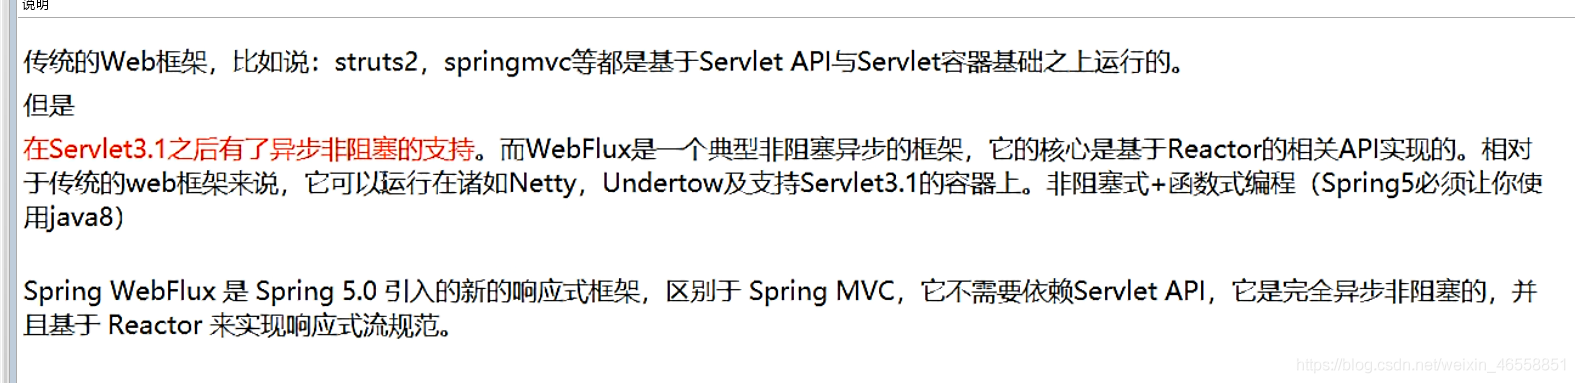 说明
传统的Web框架，比如说：struts2，springmvc等都是基于Servlet API与Servlet容器基础之上运行的。
但是
在Servlet3.1之后有了异步非阻塞的支持。而WebFlux是一个典型非阻塞异步的框架，它的核心是基于Reactor的相关API实现的。相对
于传统的web框架来说，它可以运行在诸如Netty，Undertow及支持Servlet3.1的容器上。非阻塞式+函数式编程（Spring5必须让你使
用java8）
Spring WebFlux 是 Spring 5.0 引入的新的响应式框架，区别于 Spring MVC，它不需要依赖Servlet API，它是完全异步非阻塞的，并
且基于 Reactor 来实现响应式流规范。
https://blog.csdn.net/weixin_46558851